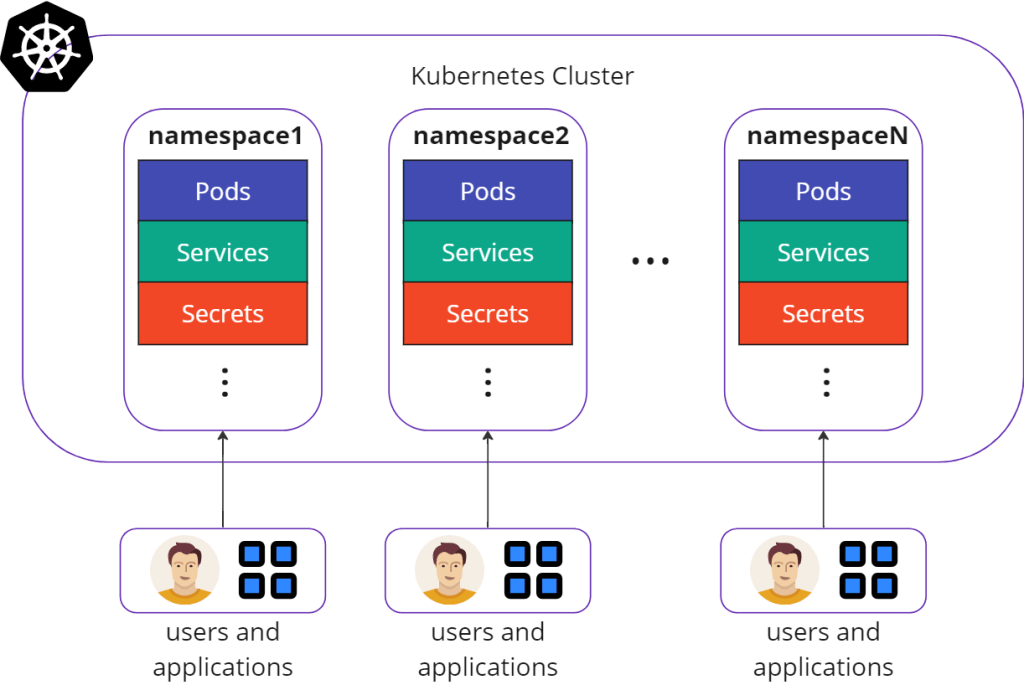 Kubernetes Cluster
namespace1
Pods
Services
Secrets
namespace2
Pods
Services
Secrets
...
namespaceN
Pods
Services
Secrets
users and
applications
users and
applications
users and
applications